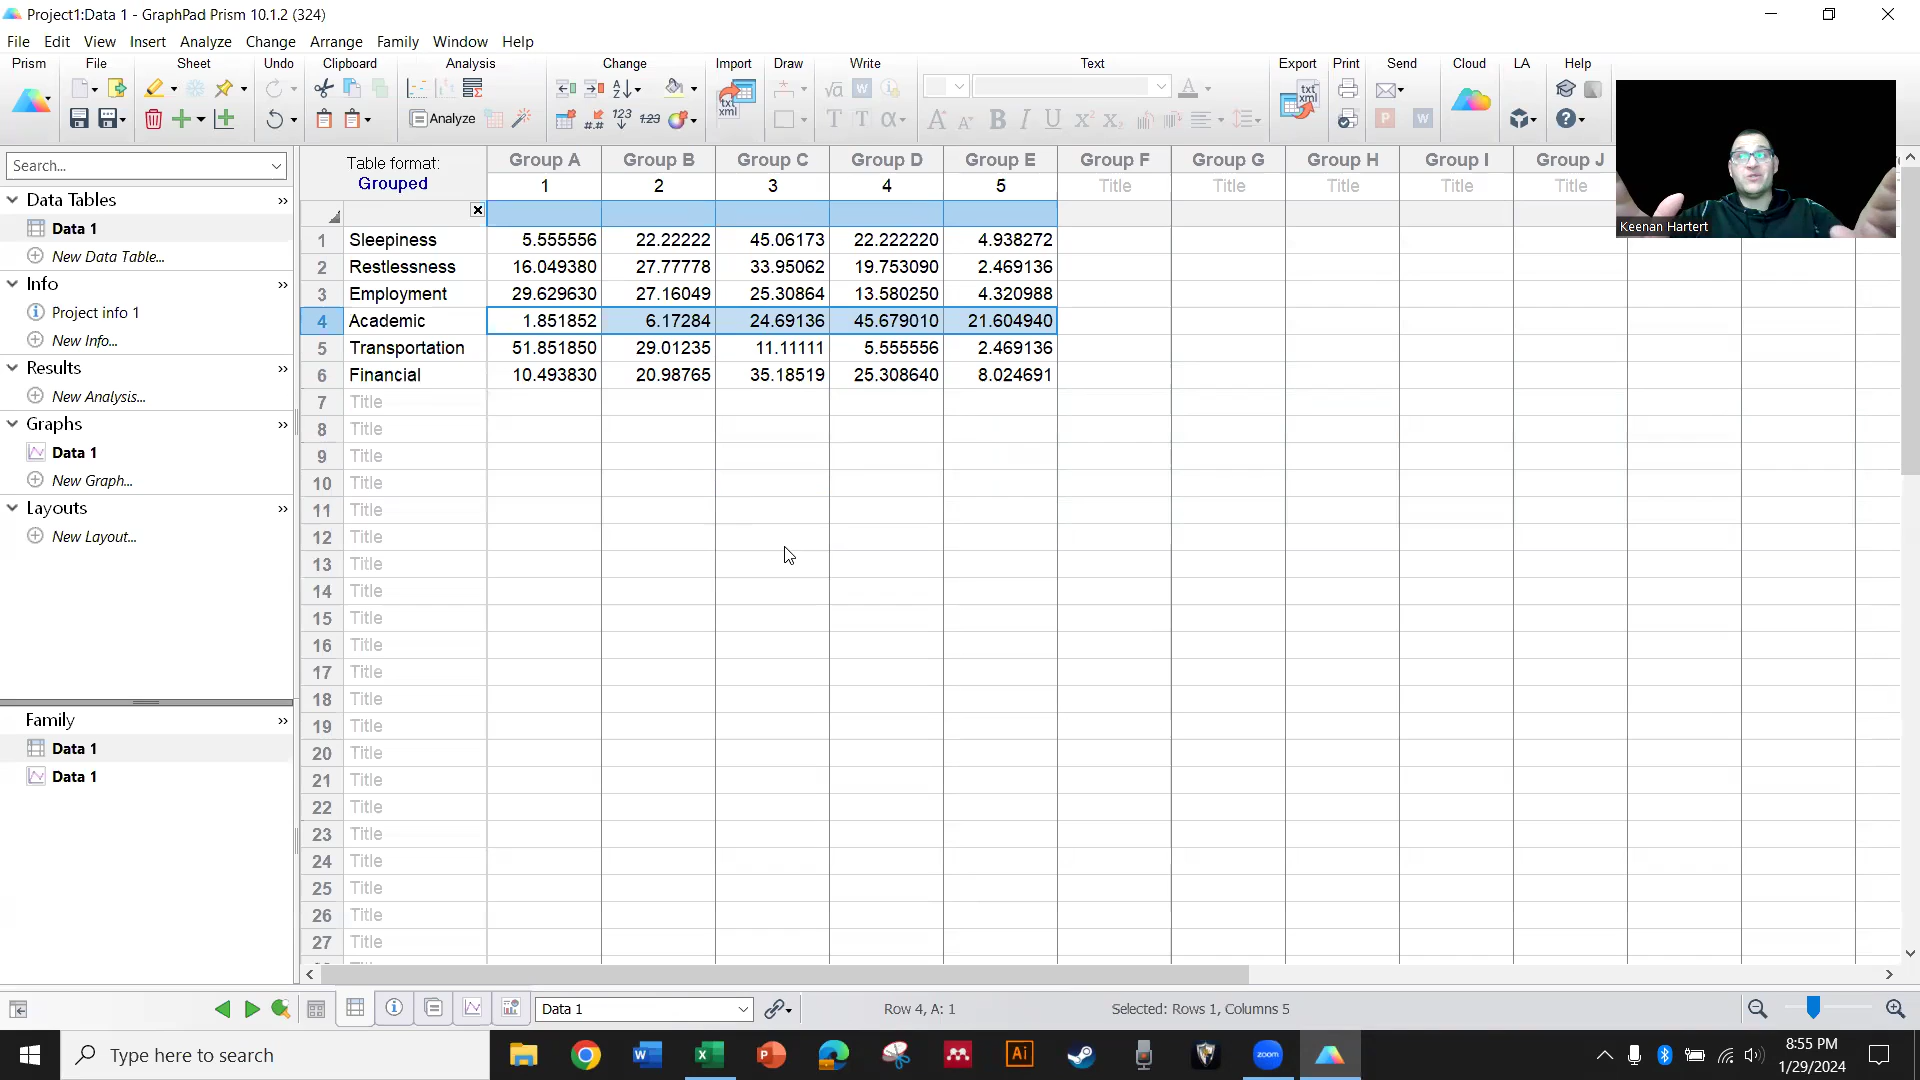 Project1:Data 1 - GraphPad Prism 10.1.2 (324)
File Edit View Insert Analyze Change Arrange Family Window Help
Prism File Sheet Undo Clipboard Analysis Change Import Draw Write Text Export Print Send Cloud LA Help
Analyze
txt
xml
txt
xml
Keenan Hartert
Search...
Data Tables
Data 1
New Data Table...
Info
Project info 1
New Info...
Results
New Analysis...
Graphs
Data 1
New Graph...
Layouts
New Layout...
Family
Data 1
Data 1
Table format: Group A Group B Group C Group D Group E Group F Group G Group H Group I Group J
Grouped 1 2 3 4 5 Title Title Title Title Title
1 Sleepiness 5.555556 22.22222 45.06173 22.222220 4.938272
2 Restlessness 16.049380 27.77778 33.95062 19.753090 2.469136
3 Employment 29.629630 27.16049 25.30864 13.580250 4.320988
4 Academic 1.851852 6.17284 24.69136 45.679010 21.604940
5 Transportation 51.851850 29.01235 11.11111 5.555556 2.469136
6 Financial 10.493830 20.98765 35.18519 25.308640 8.024691
7 Title
8 Title
9 Title
10 Title
11 Title
12 Title
13 Title
14 Title
15 Title
16 Title
17 Title
18 Title
19 Title
20 Title
21 Title
22 Title
23 Title
24 Title
25 Title
26 Title
27 Title
Data 1 Row 4, A: 1 Selected: Rows 1, Columns 5
Type here to search
zoom
8:55 PM
1/29/2024